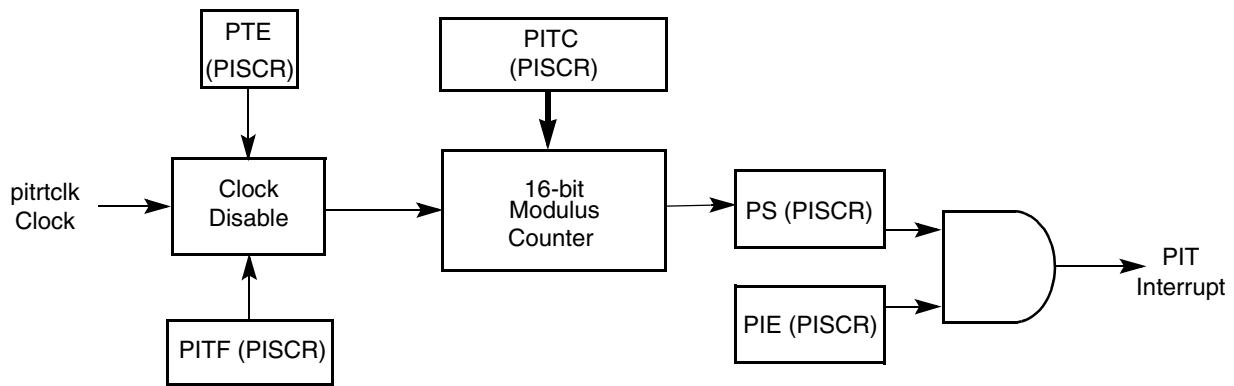 PTE
(PISCR)
PITC
(PISCR)
pitrtclk
Clock
Clock
Disable
16-bit
Modulus
Counter
PS (PISCR)
PIT
Interrupt
PIE (PISCR)
PITF (PISCR)